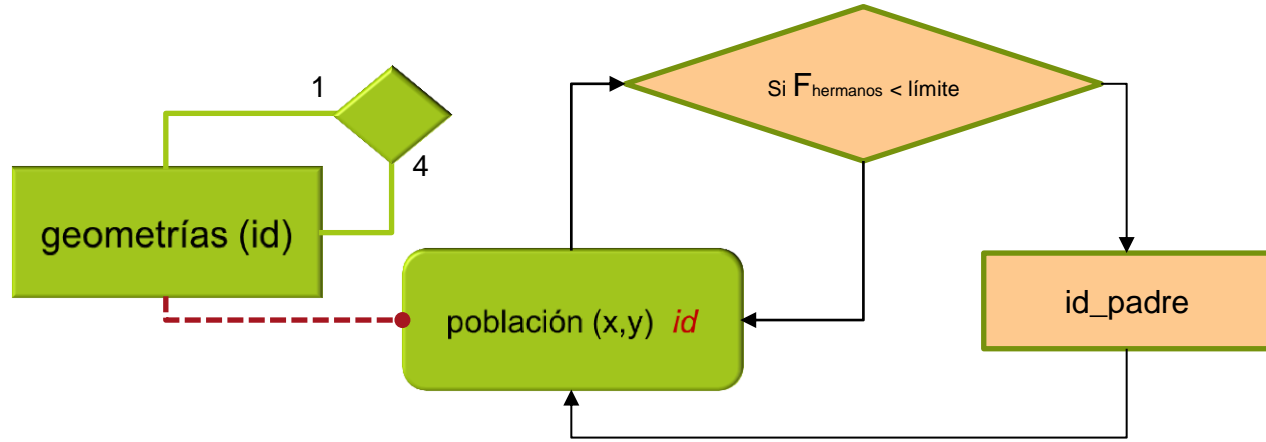 1
4
geometrías (id)
Si Fhermanos < límite
población (x,y) id
id_padre